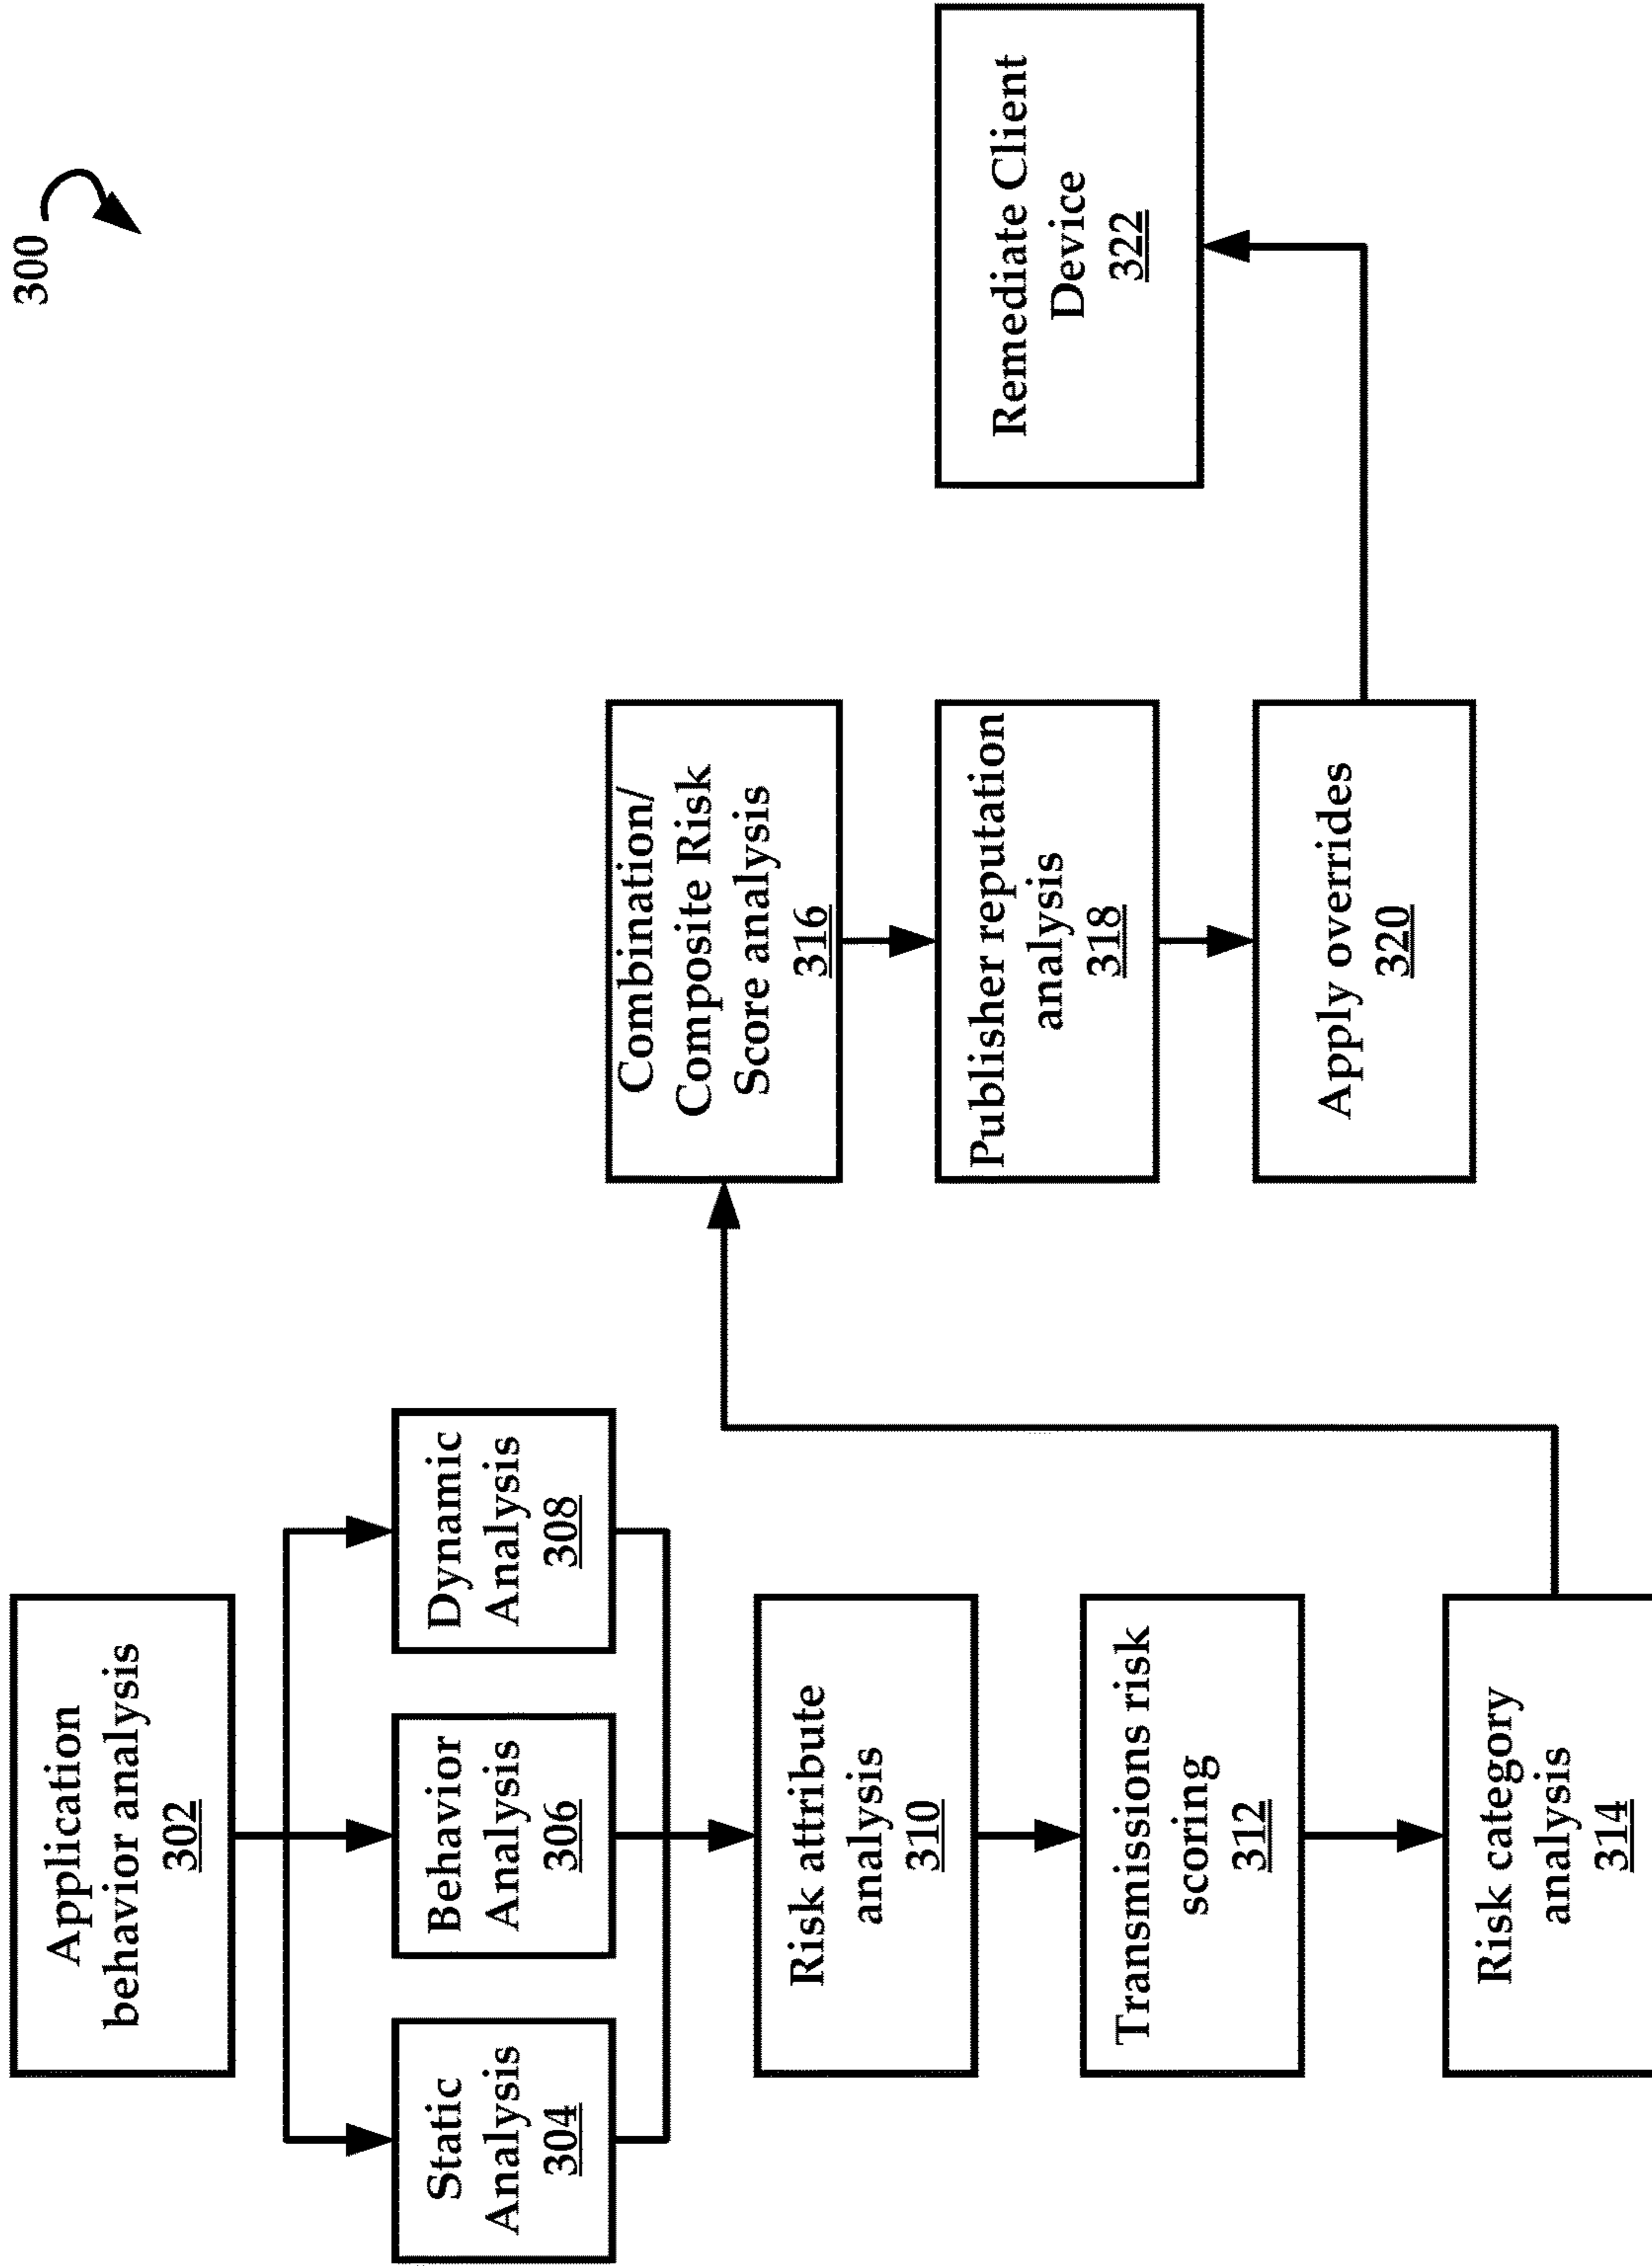 300
Application
behavior analysis
302
Static
Analysis
304
Behavior
Analysis
306
Dynamic
Analysis
308
Risk attribute
analysis
310
Transmissions risk
scoring
312
Risk category
analysis
314
Combination/
Composite Risk
Score analysis
316
Publisher reputation
analysis
318
Apply overrides
320
Remediate Client
Device
322